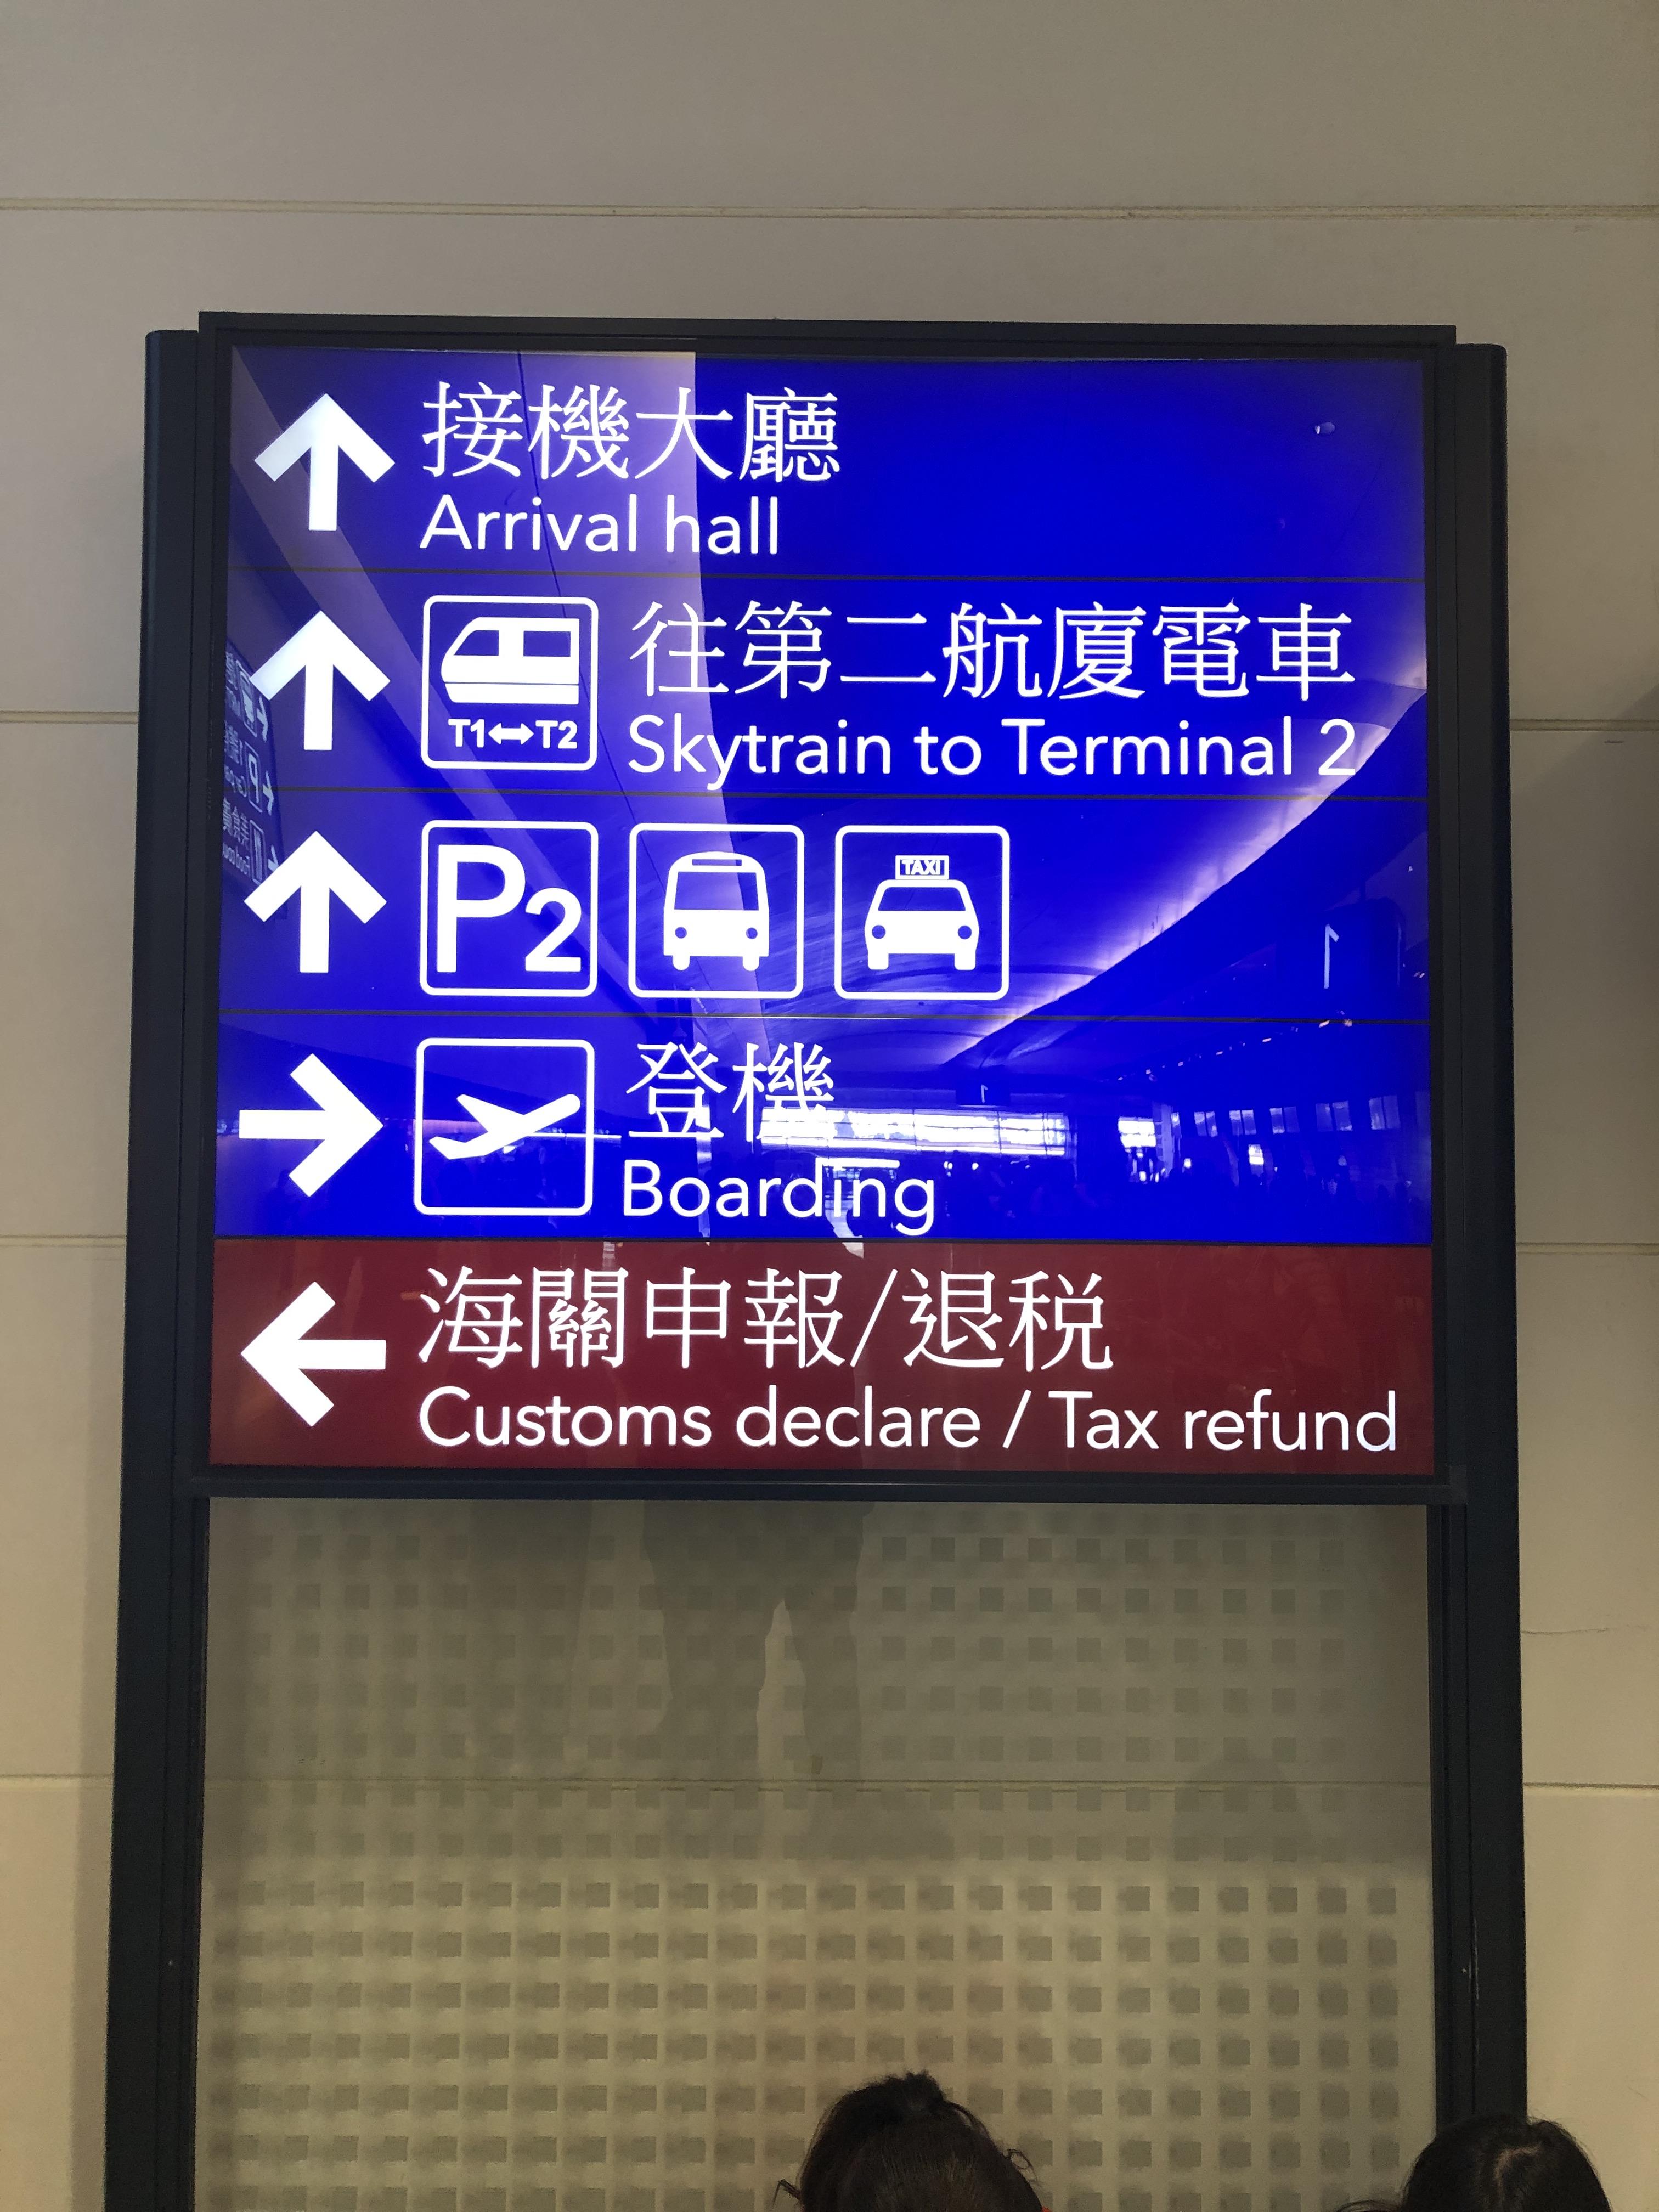 接機大廳
Arrival hall
往第二航廈電車
T1↔T2
Skytrain to Terminal 2
P2
TAXI
登機
Boarding
海關申報/退税
Customs declare / Tax refund